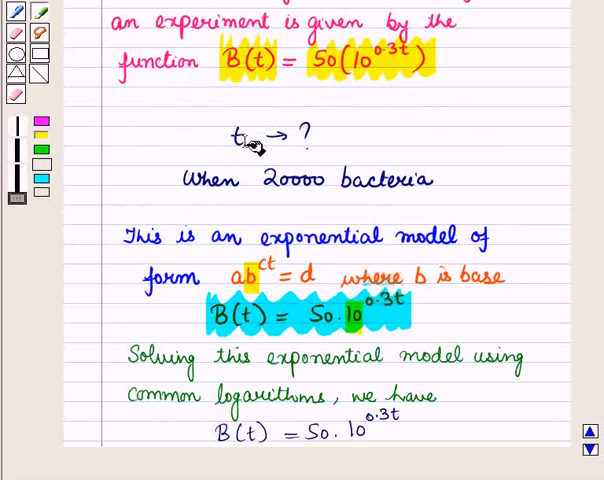 an experiment is given by the
function B(t) = 50(10^0.3t)
t → ?
When 20000 bacteria
This is an exponential model of
form ab^ct = d where b is base
B(t) = 50.10^0.3t
Solving this exponential model using
common logarithms, we have
B(t) = 50.10^0.3t